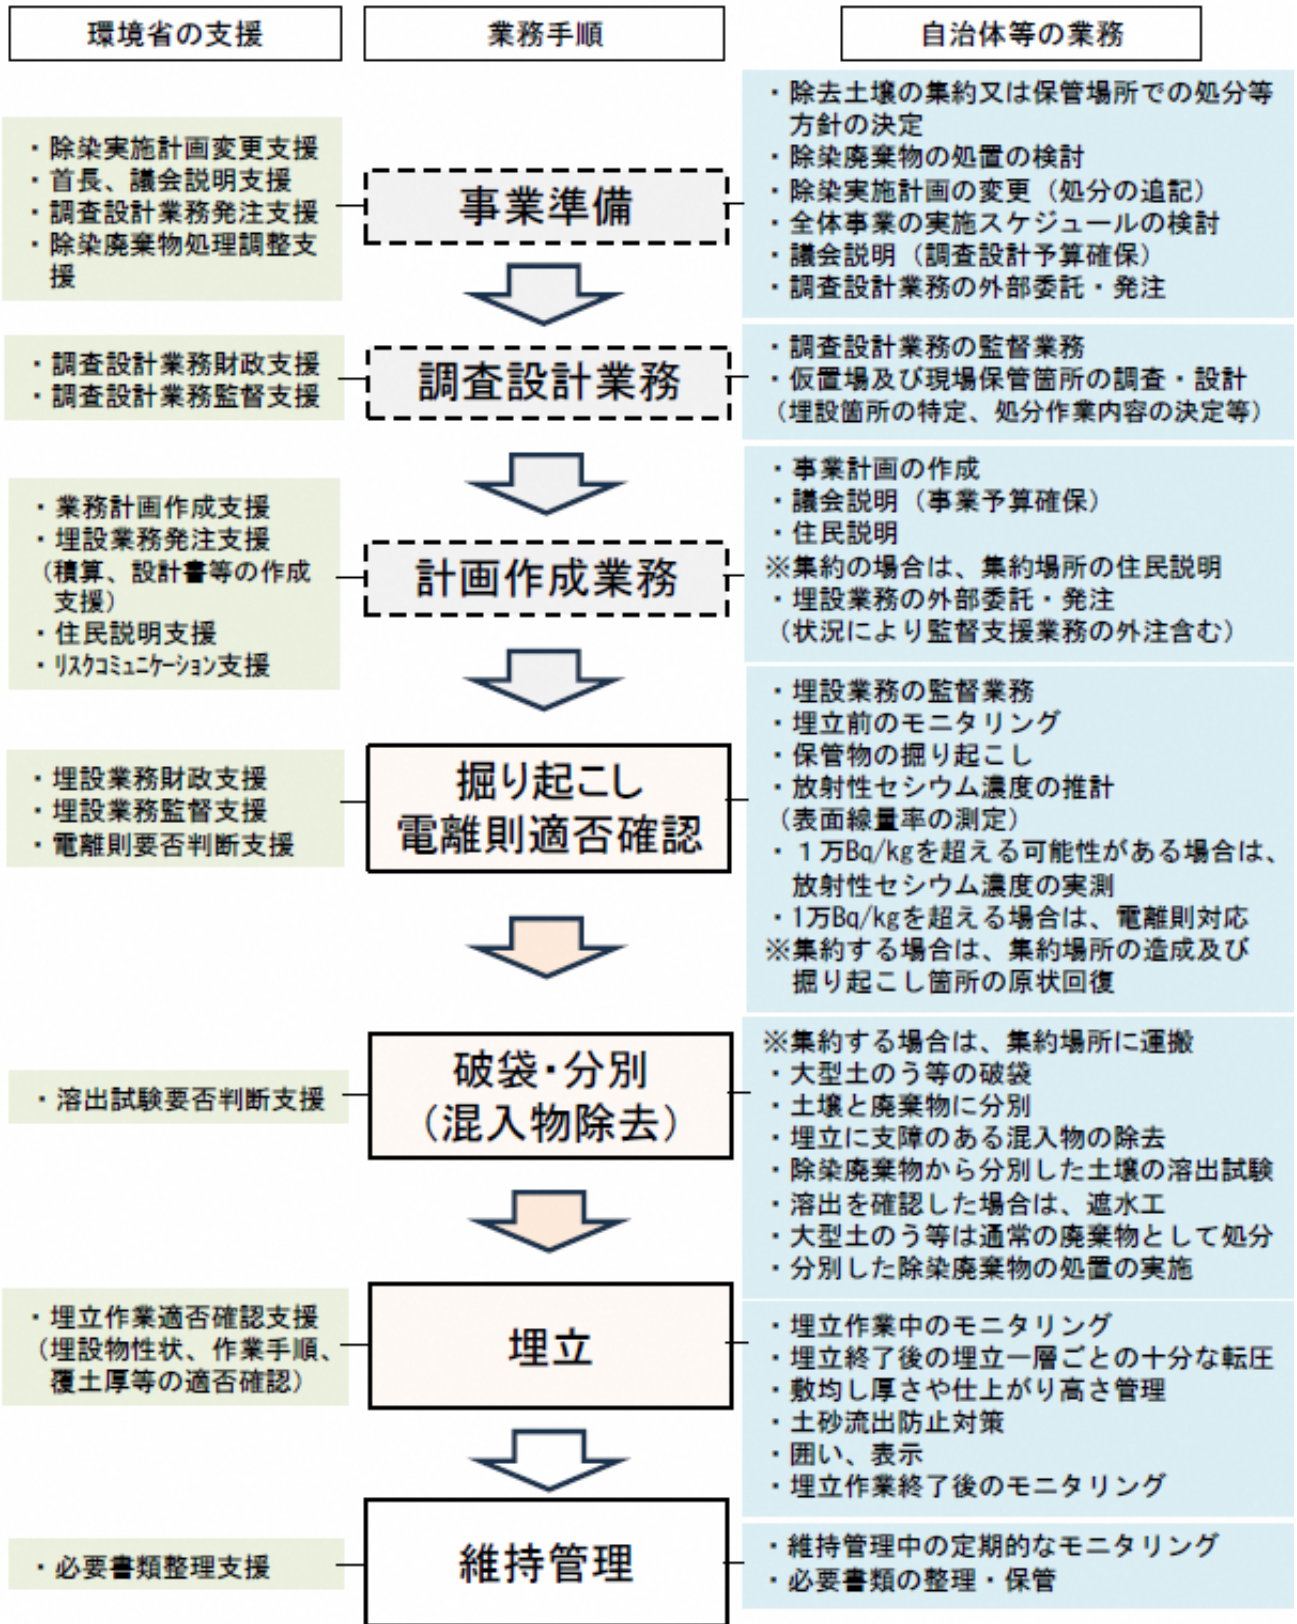 環境省の支援
業務手順
自治体等の業務
・除染実施計画変更支援
・首長、議会説明支援
・調査設計業務発注支援
・除染廃棄物処理調整支
援
事業準備
・除去土壌の集約又は保管場所での処分等
方針の決定
・除染廃棄物の処置の検討
・除染実施計画の変更（処分の追記）
・全体事業の実施スケジュールの検討
・議会説明（調査設計予算確保）
・調査設計業務の外部委託・発注
・調査設計業務財政支援
・調査設計業務監督支援
調査設計業務
・調査設計業務の監督業務
・仮置場及び現場保管箇所の調査・設計
（埋設箇所の特定、処分作業内容の決定等）
・業務計画作成支援
・埋設業務発注支援
（積算、設計書等の作成
支援）
・住民説明支援
・ﾘｽｸｺﾐｭﾆｹｰｼｮﾝ支援
計画作成業務
・事業計画の作成
・議会説明（事業予算確保）
・住民説明
※集約の場合は、集約場所の住民説明
・埋設業務の外部委託・発注
（状況により監督支援業務の外注含む）
・埋設業務財政支援
・埋設業務監督支援
・電離則要否判断支援
掘り起こし
電離則適否確認
・埋設業務の監督業務
・埋立前のモニタリング
・保管物の掘り起こし
・放射性セシウム濃度の推計
（表面線量率の測定）
・１万Bq/kgを超える可能性がある場合は、
放射性セシウム濃度の実測
・1万Bq/kgを超える場合は、電離則対応
※集約する場合は、集約場所の造成及び
掘り起こし箇所の原状回復
・溶出試験要否判断支援
破袋・分別
（混入物除去）
※集約する場合は、集約場所に運搬
・大型土のう等の破袋
・土壌と廃棄物に分別
・埋立に支障のある混入物の除去
・除染廃棄物から分別した土壌の溶出試験
・溶出を確認した場合は、遮水工
・大型土のう等は通常の廃棄物として処分
・分別した除染廃棄物の処置の実施
・埋立作業適否確認支援
（埋設物性状、作業手順、
覆土厚等の適否確認）
埋立
・埋立作業中のモニタリング
・埋立終了後の埋立一層ごとの十分な転圧
・敷均し厚さや仕上がり高さ管理
・土砂流出防止対策
・囲い、表示
・埋立作業終了後のモニタリング
・必要書類整理支援
維持管理
・維持管理中の定期的なモニタリング
・必要書類の整理・保管